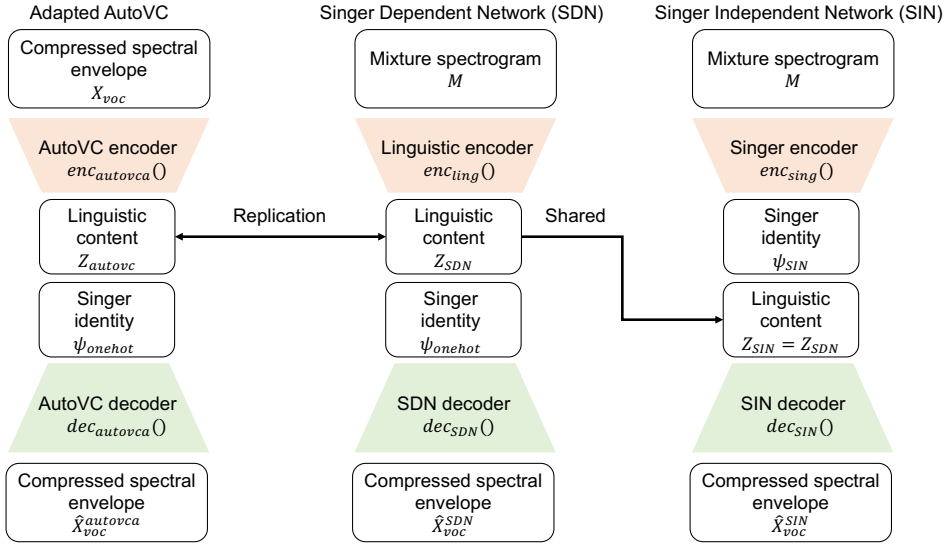 Adapted AutoVC
Compressed spectral
envelope
X_voc
AutoVC encoder
enc_autovca()
Linguistic
content
Z_autovc
Singer
identity
ψ_onehot
AutoVC decoder
dec_autovca()
Compressed spectral
envelope
X̂_voc^autovca
Replication
Singer Dependent Network (SDN)
Mixture spectrogram
M
Linguistic encoder
enc_ling()
Linguistic
content
Z_SDN
Singer
identity
ψ_onehot
SDN decoder
dec_SDN()
Compressed spectral
envelope
X̂_voc^SDN
Shared
Singer Independent Network (SIN)
Mixture spectrogram
M
Singer encoder
enc_sing()
Singer
identity
ψ_SIN
Linguistic
content
Z_SIN = Z_SDN
SIN decoder
dec_SIN()
Compressed spectral
envelope
X̂_voc^SIN